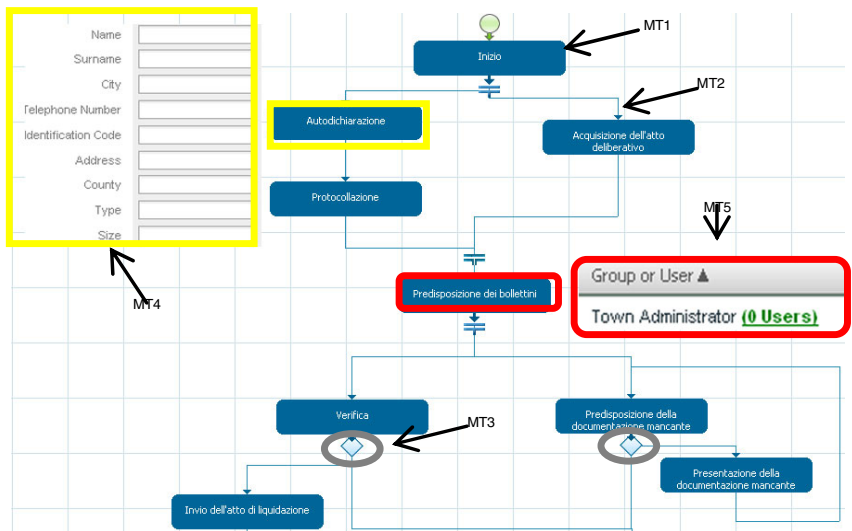 Name
Surname
City
Telephone Number
Identification Code
Address
County
Type
Size
MT4
Inizio
MT1
MT2
Autodichiarazione
Acquisizione dell'atto
deliberativo
Protocollazione
MT5
Group or User
Town Administrator (0 Users)
Predisposizione dei bollettini
Verifica
MT3
Predisposizione della
documentazione mancante
Presentazione della
documentazione mancante
Invio dell'atto di liquidazione